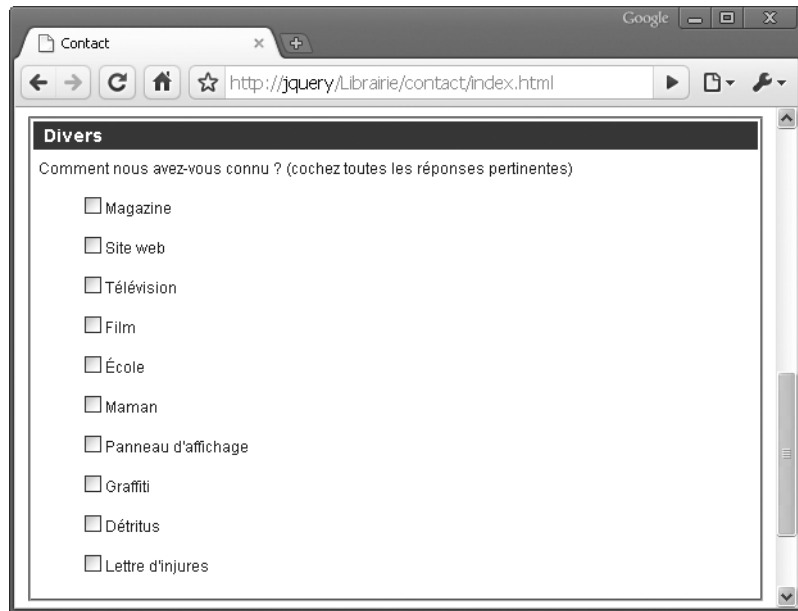 Google
Contact
http://jquery/Librairie/contact/index.html
Divers
Comment nous avez-vous connu ? (cochez toutes les réponses pertinentes)
Magazine
Site web
Télévision
Film
École
Maman
Panneau d'affichage
Graffiti
Détritus
Lettre d'injures